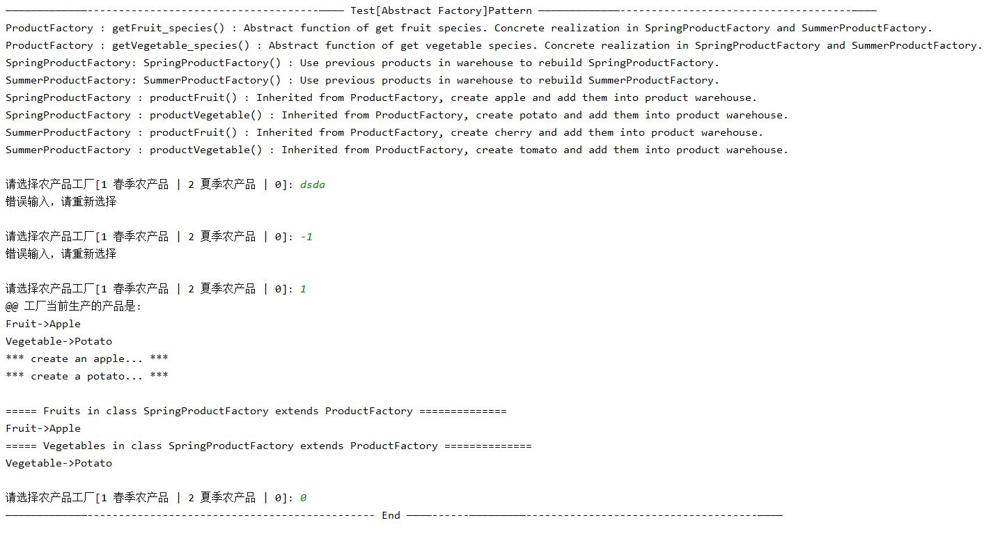 ———————————————————————————————————————— Test[Abstract Factory]Pattern ————————————————————————————————————————
ProductFactory : getFruit_species() : Abstract function of get fruit species. Concrete realization in SpringProductFactory and SummerProductFactory.
ProductFactory : getVegetable_species() : Abstract function of get vegetable species. Concrete realization in SpringProductFactory and SummerProductFactory.
SpringProductFactory: SpringProductFactory() : Use previous products in warehouse to rebuild SpringProductFactory.
SummerProductFactory: SummerProductFactory() : Use previous products in warehouse to rebuild SummerProductFactory.
SpringProductFactory : productFruit() : Inherited from ProductFactory, create apple and add them into product warehouse.
SpringProductFactory : productVegetable() : Inherited from ProductFactory, create potato and add them into product warehouse.
SummerProductFactory : productFruit() : Inherited from ProductFactory, create cherry and add them into product warehouse.
SummerProductFactory : productVegetable() : Inherited from ProductFactory, create tomato and add them into product warehouse.
请选择农产品工厂[1 春季农产品 | 2 夏季农产品 | 0]: dsda
错误输入，请重新选择
请选择农产品工厂[1 春季农产品 | 2 夏季农产品 | 0]: -1
错误输入，请重新选择
请选择农产品工厂[1 春季农产品 | 2 夏季农产品 | 0]: 1
@@ 工厂当前生产的产品是:
Fruit->Apple
Vegetable->Potato
*** create an apple... ***
*** create a potato... ***
===== Fruits in class SpringProductFactory extends ProductFactory ==============
Fruit->Apple
===== Vegetables in class SpringProductFactory extends ProductFactory ==============
Vegetable->Potato
请选择农产品工厂[1 春季农产品 | 2 夏季农产品 | 0]: 0
———————————————————————————————————————— End ————————————————————————————————————————